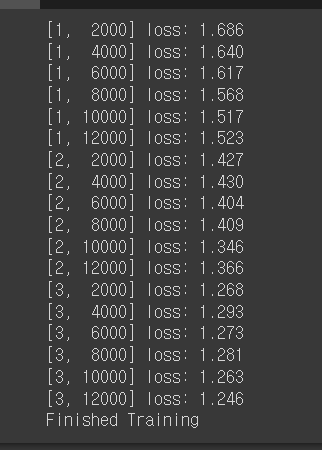 [1,  2000] loss: 1.686
[1,  4000] loss: 1.640
[1,  6000] loss: 1.617
[1,  8000] loss: 1.568
[1, 10000] loss: 1.517
[1, 12000] loss: 1.523
[2,  2000] loss: 1.427
[2,  4000] loss: 1.430
[2,  6000] loss: 1.404
[2,  8000] loss: 1.409
[2, 10000] loss: 1.346
[2, 12000] loss: 1.366
[3,  2000] loss: 1.268
[3,  4000] loss: 1.293
[3,  6000] loss: 1.273
[3,  8000] loss: 1.281
[3, 10000] loss: 1.263
[3, 12000] loss: 1.246
Finished Training